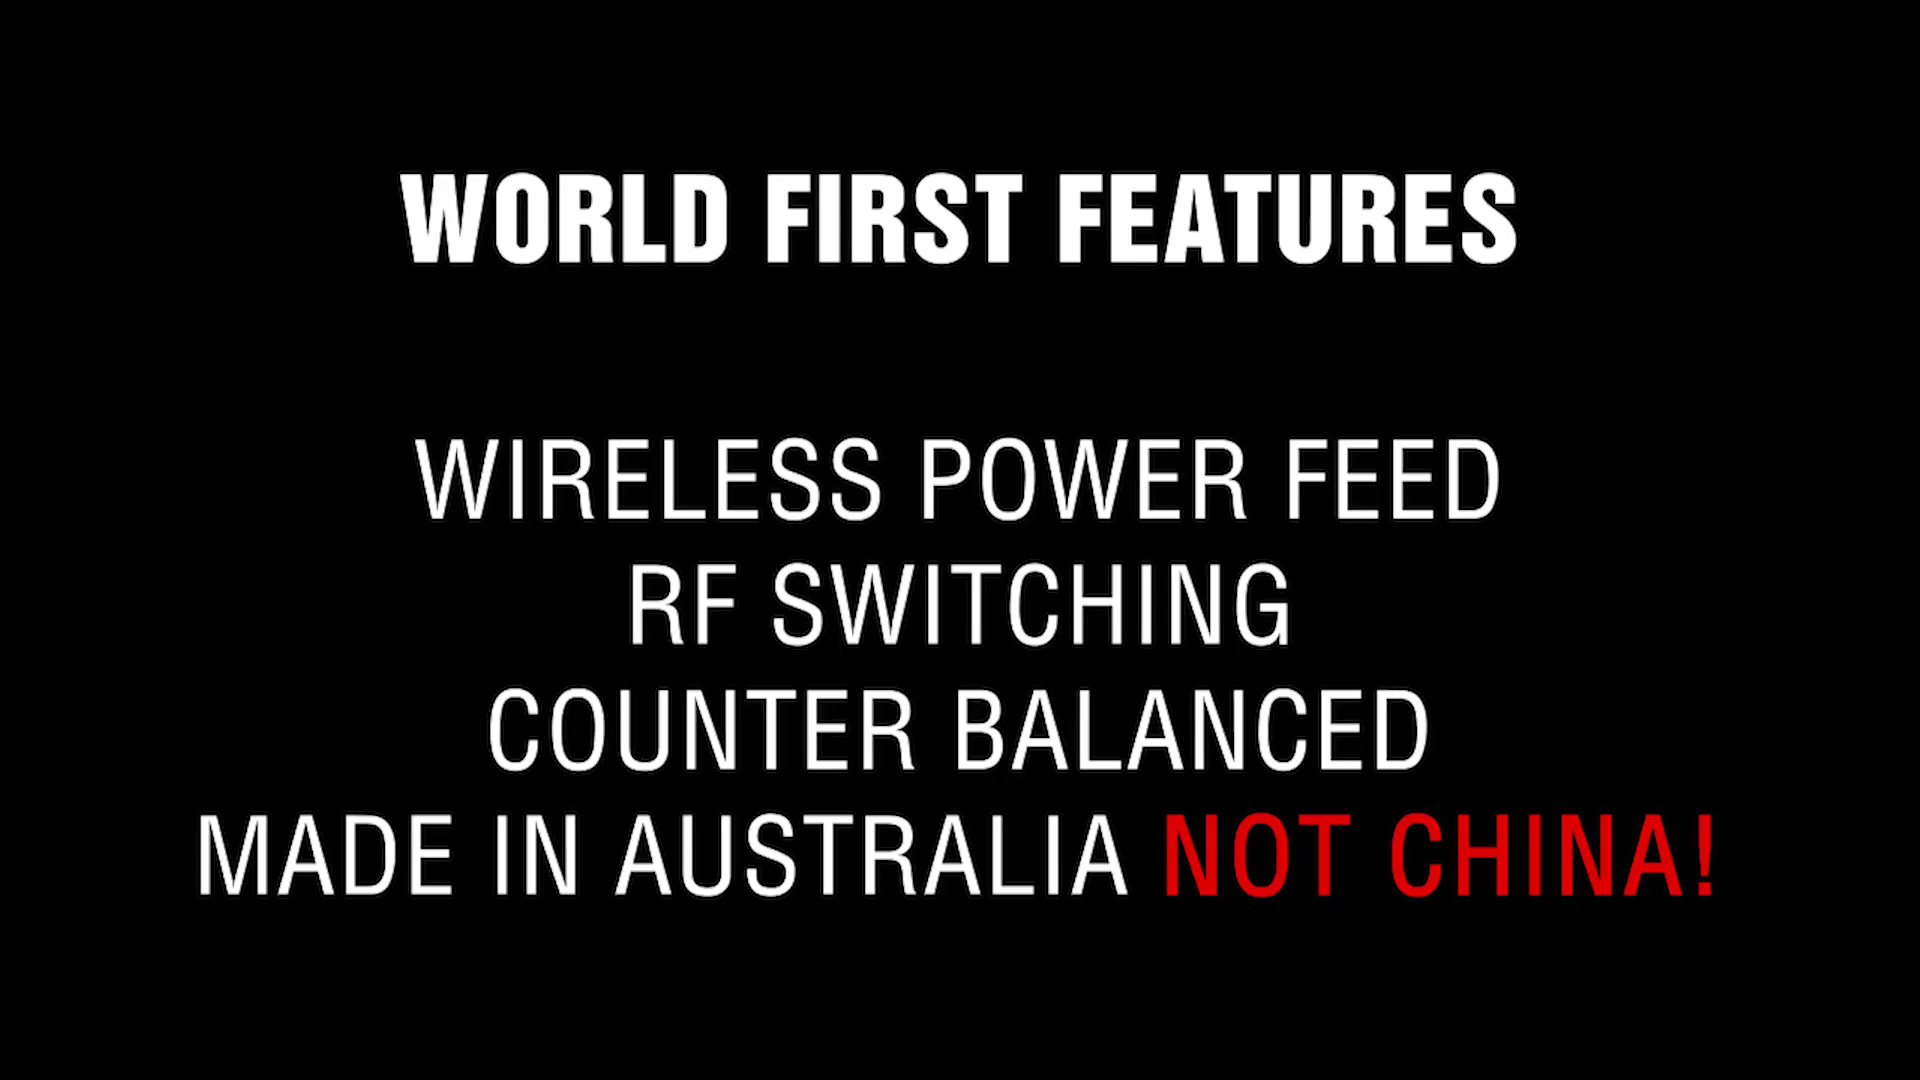 WORLD FIRST FEATURES
WIRELESS POWER FEED
RF SWITCHING
COUNTER BALANCED
MADE IN AUSTRALIA NOT CHINA!